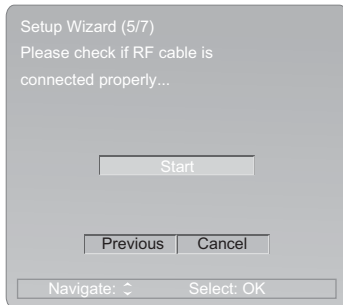 Setup Wizard (5/7)
Please check if RF cable is
connected properly...
Start
Previous Cancel
Navigate: Select: OK